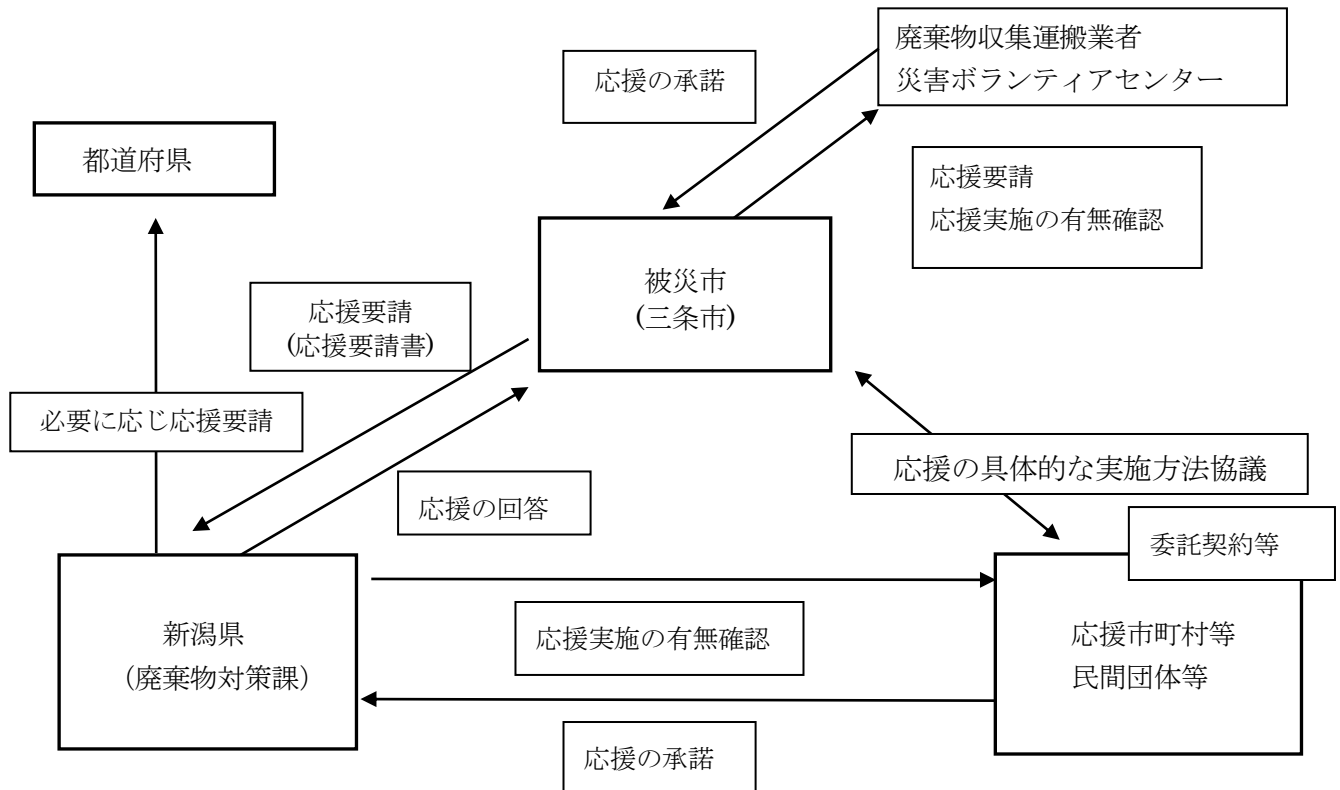 廃棄物収集運搬業者
災害ボランティアセンター
応援の承諾
都道府県
応援要請
応援実施の有無確認
被災市
(三条市)
応援要請
(応援要請書)
必要に応じ応援要請
応援の具体的な実施方法協議
応援の回答
委託契約等
新潟県
（廃棄物対策課）
応援実施の有無確認
応援市町村等
民間団体等
応援の承諾